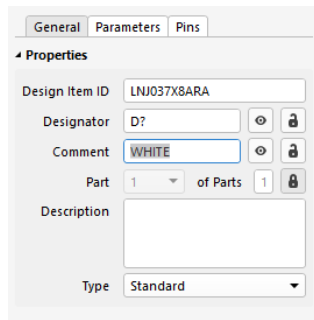 General Parameters Pins
Properties
Design Item ID LNJ037X8ARA
Designator D?
Comment WHITE
Part 1 of Parts 1
Description
Type Standard